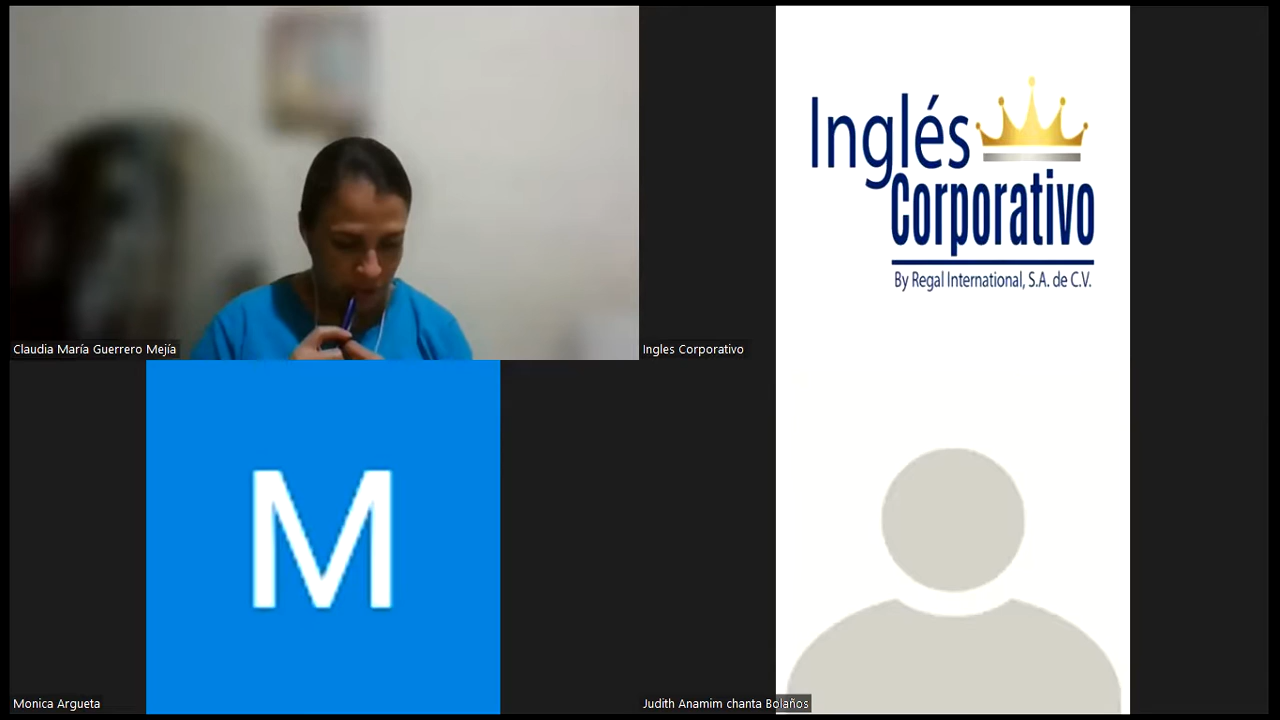 Inglés
Corporativo
By Regal International, S.A. de C.V.
Claudia María Guerrero Mejía
Ingles Corporativo
M
Monica Argueta
Judith Anamim chanta Bolaños